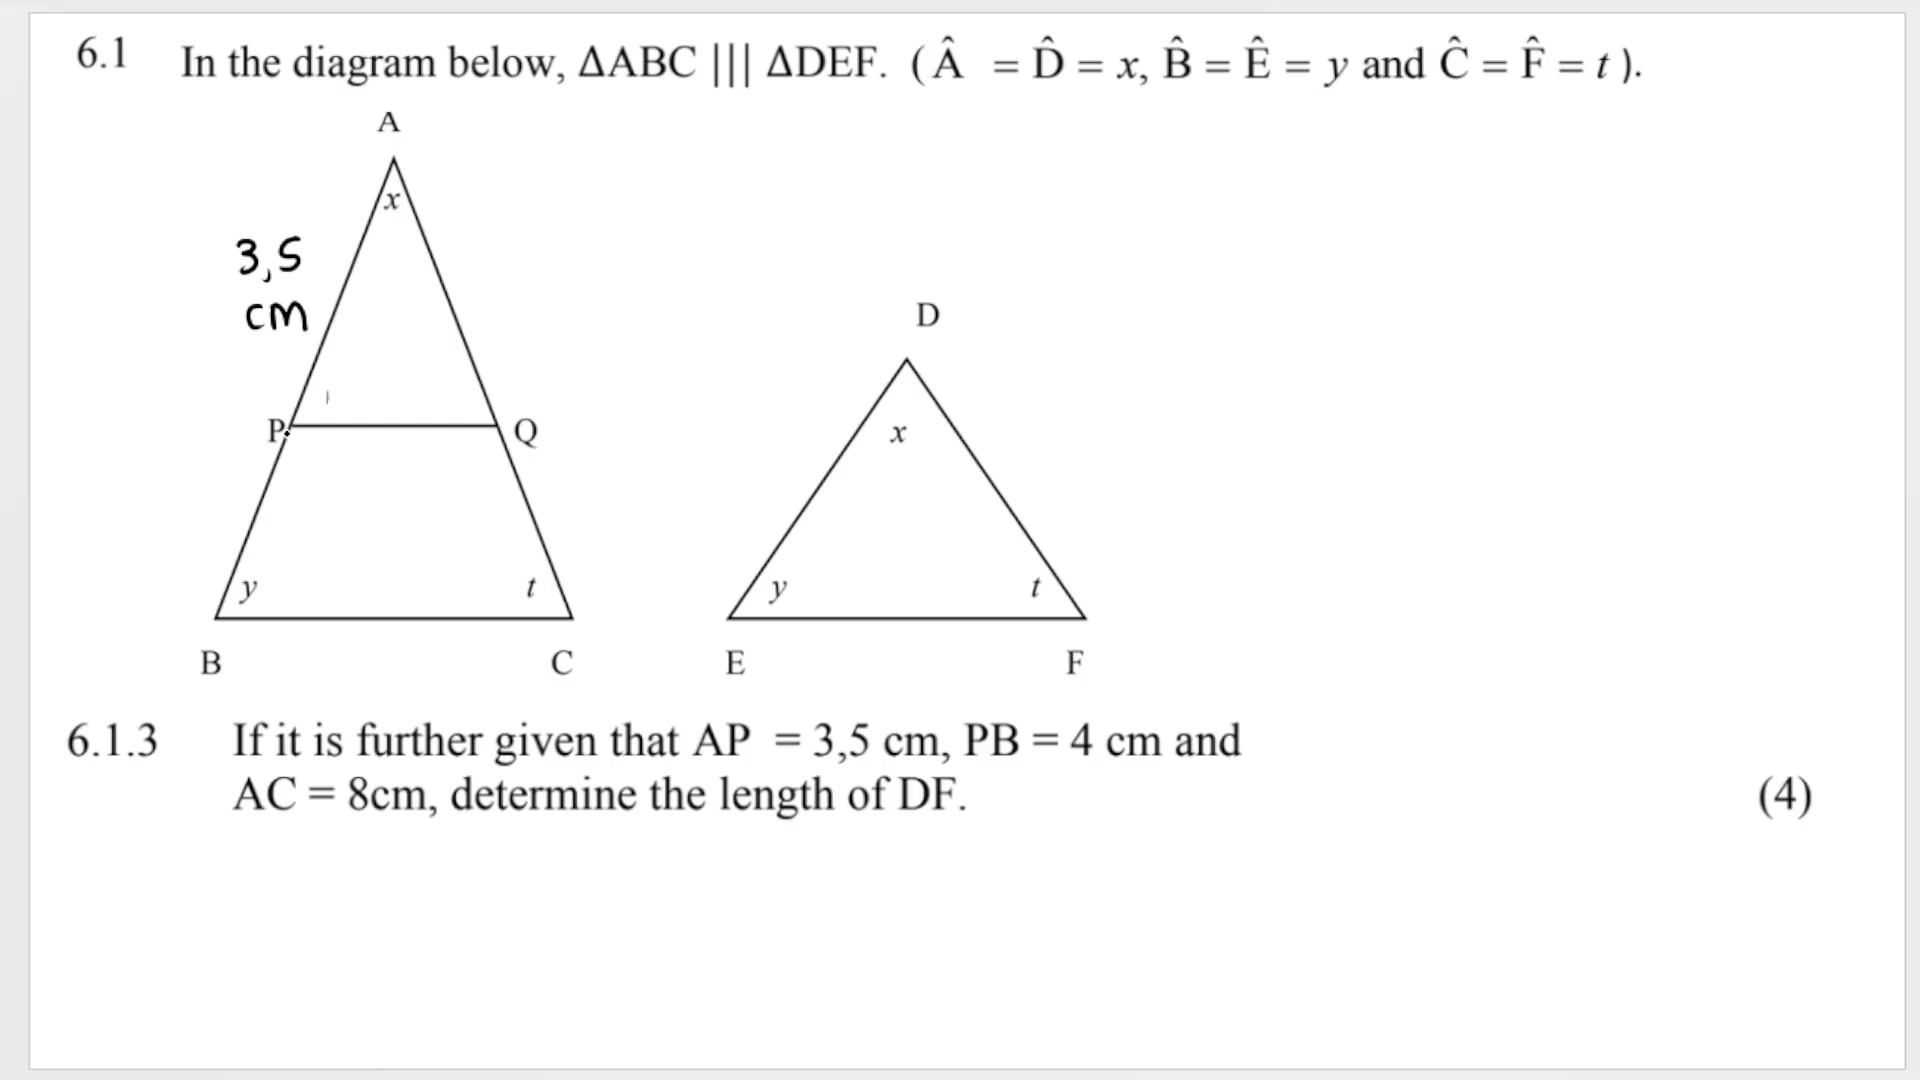 6.1 In the diagram below, ΔABC ||| ΔDEF. ( Â = D̂ = x, B̂ = Ê = y and Ĉ = F̂ = t ).
A
x
3,5
cm
D
P
Q
x
y
t
y
t
B
C
E
F
6.1.3 If it is further given that AP = 3,5 cm, PB = 4 cm and
AC = 8cm, determine the length of DF. (4)